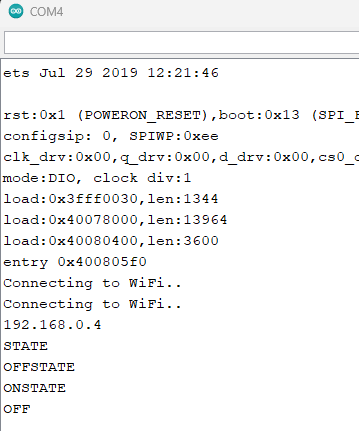 COM4
ets Jul 29 2019 12:21:46
rst:0x1 (POWERON_RESET),boot:0x13 (SPI_
configsip: 0, SPIWP:0xee
clk_drv:0x00,q_drv:0x00,d_drv:0x00,cs0_
mode:DIO, clock div:1
load:0x3fff0030,len:1344
load:0x40078000,len:13964
load:0x40080400,len:3600
entry 0x400805f0
Connecting to WiFi..
Connecting to WiFi..
192.168.0.4
STATE
OFFSTATE
ONSTATE
OFF